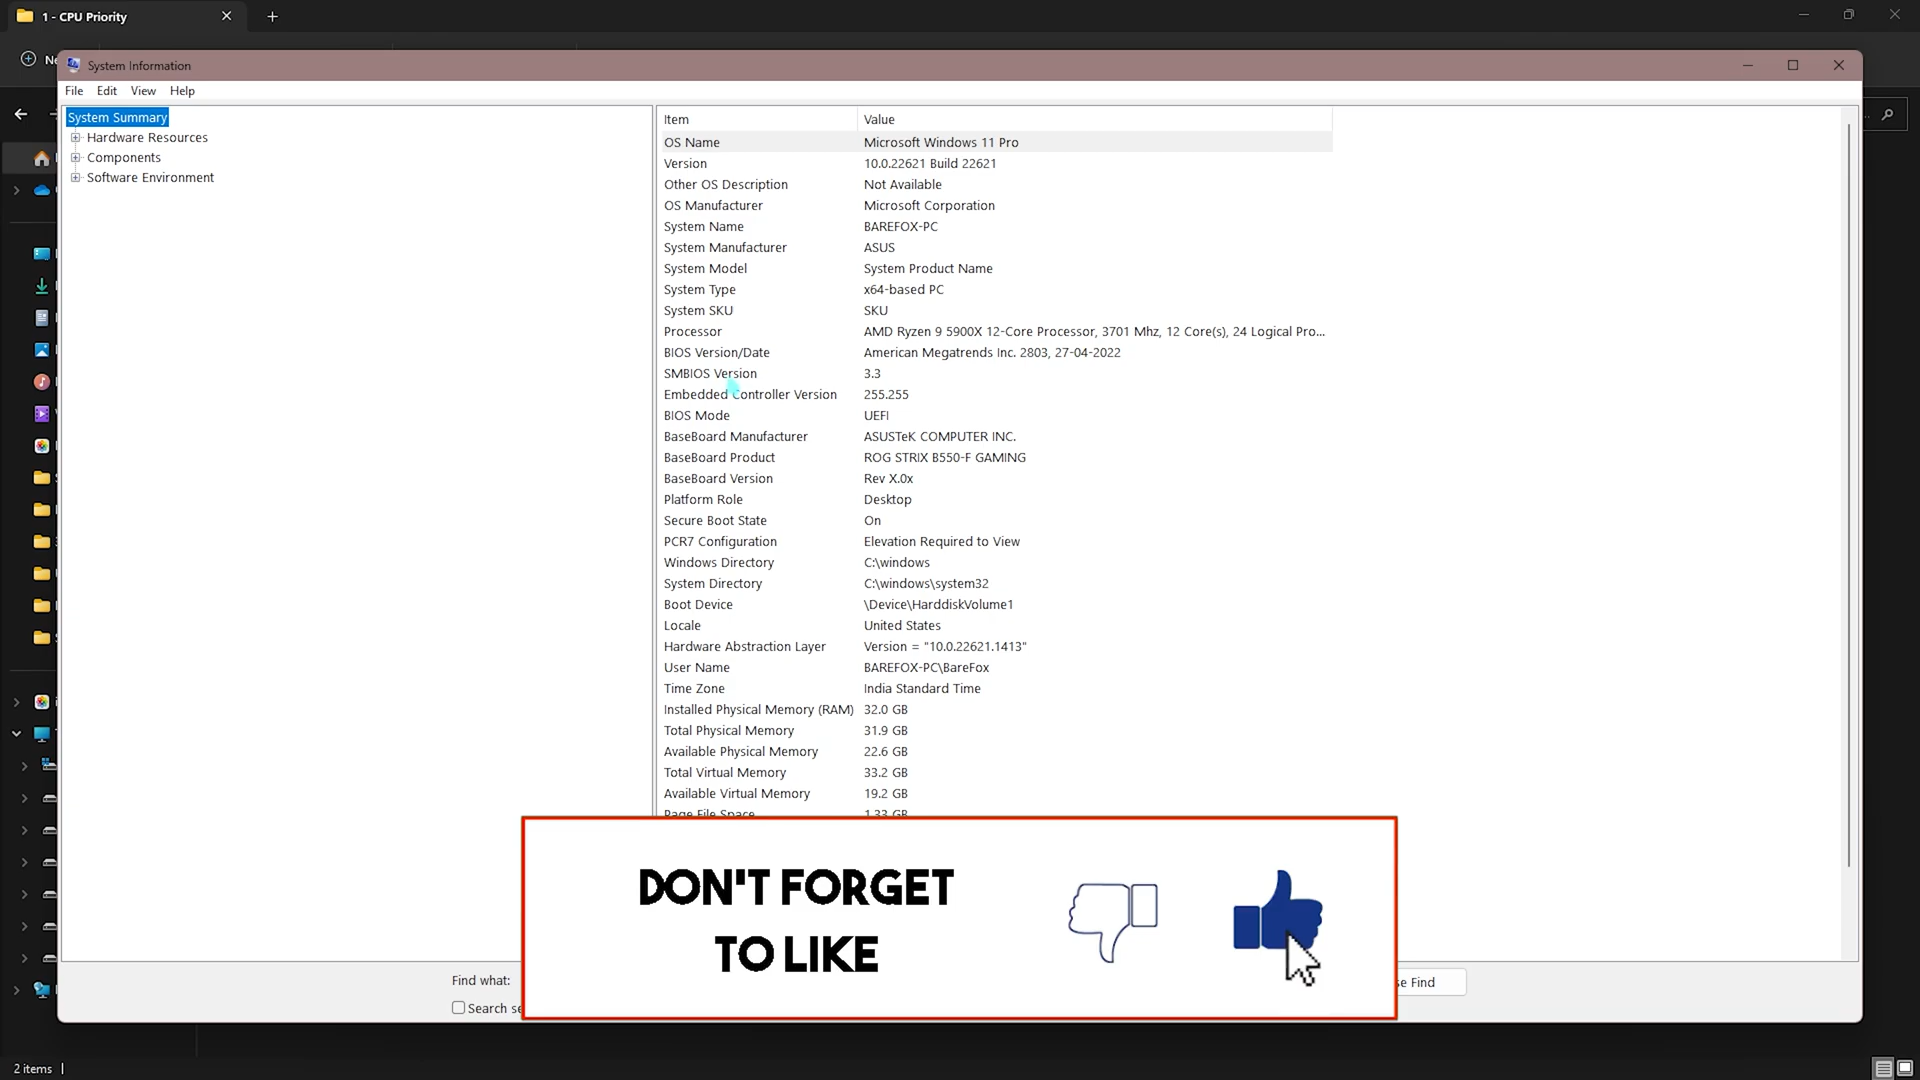 1 - CPU Priority
System Information
File Edit View Help
System Summary
Hardware Resources
Components
Software Environment
Item Value
OS Name Microsoft Windows 11 Pro
Version 10.0.22621 Build 22621
Other OS Description Not Available
OS Manufacturer Microsoft Corporation
System Name BAREFOX-PC
System Manufacturer ASUS
System Model System Product Name
System Type x64-based PC
System SKU SKU
Processor AMD Ryzen 9 5900X 12-Core Processor, 3701 Mhz, 12 Core(s), 24 Logical Pro...
BIOS Version/Date American Megatrends Inc. 2803, 27-04-2022
SMBIOS Version 3.3
Embedded Controller Version 255.255
BIOS Mode UEFI
BaseBoard Manufacturer ASUSTeK COMPUTER INC.
BaseBoard Product ROG STRIX B550-F GAMING
BaseBoard Version Rev X.0x
Platform Role Desktop
Secure Boot State On
PCR7 Configuration Elevation Required to View
Windows Directory C:\windows
System Directory C:\windows\system32
Boot Device \Device\HarddiskVolume1
Locale United States
Hardware Abstraction Layer Version = "10.0.22621.1413"
User Name BAREFOX-PC\BareFox
Time Zone India Standard Time
Installed Physical Memory (RAM) 32.0 GB
Total Physical Memory 31.9 GB
Available Physical Memory 22.6 GB
Total Virtual Memory 33.2 GB
Available Virtual Memory 19.2 GB
Page File Space 1.33 GB
DON'T FORGET
TO LIKE
Find what:
Find
Search
2 items